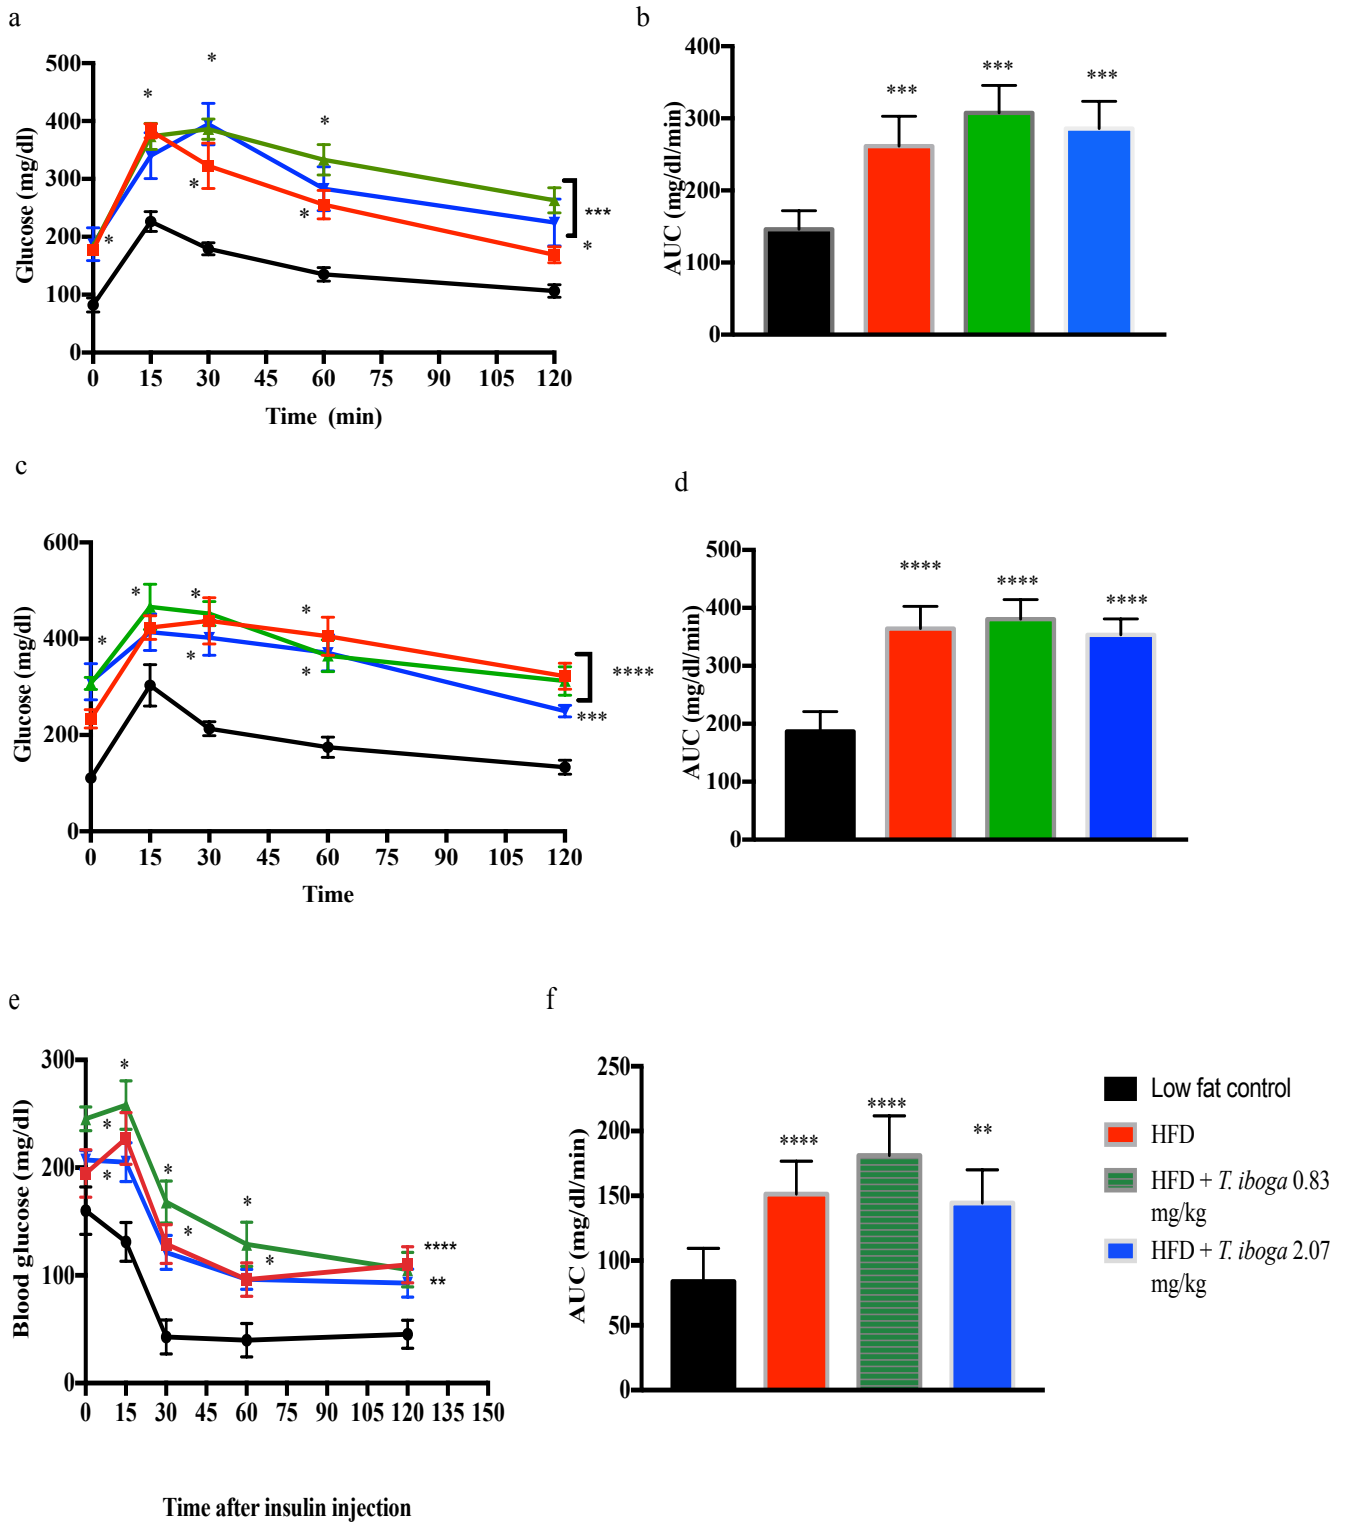 a
b
500
400
300
200
100
0
Glucose (mg/dl)
*
*
*
*
*
*
***
*
0 15 30 45 60 75 90 105 120
Time (min)
400
300
200
100
0
AUC (mg/dl/min)
***
***
***
c
d
600
400
200
0
Glucose (mg/dl)
*
*
*
*
*
*
****
***
0 15 30 45 60 75 90 105 120
Time
500
400
300
200
100
0
AUC (mg/dl/min)
****
****
****
e
f
300
200
100
0
Blood glucose (mg/dl)
*
*
*
*
*
*
*
****
**
0 15 30 45 60 75 90 105 120 135 150
Time after insulin injection
250
200
150
100
50
0
AUC (mg/dl/min)
****
****
**
Low fat control
HFD
HFD + T. iboga 0.83
mg/kg
HFD + T. iboga 2.07
mg/kg